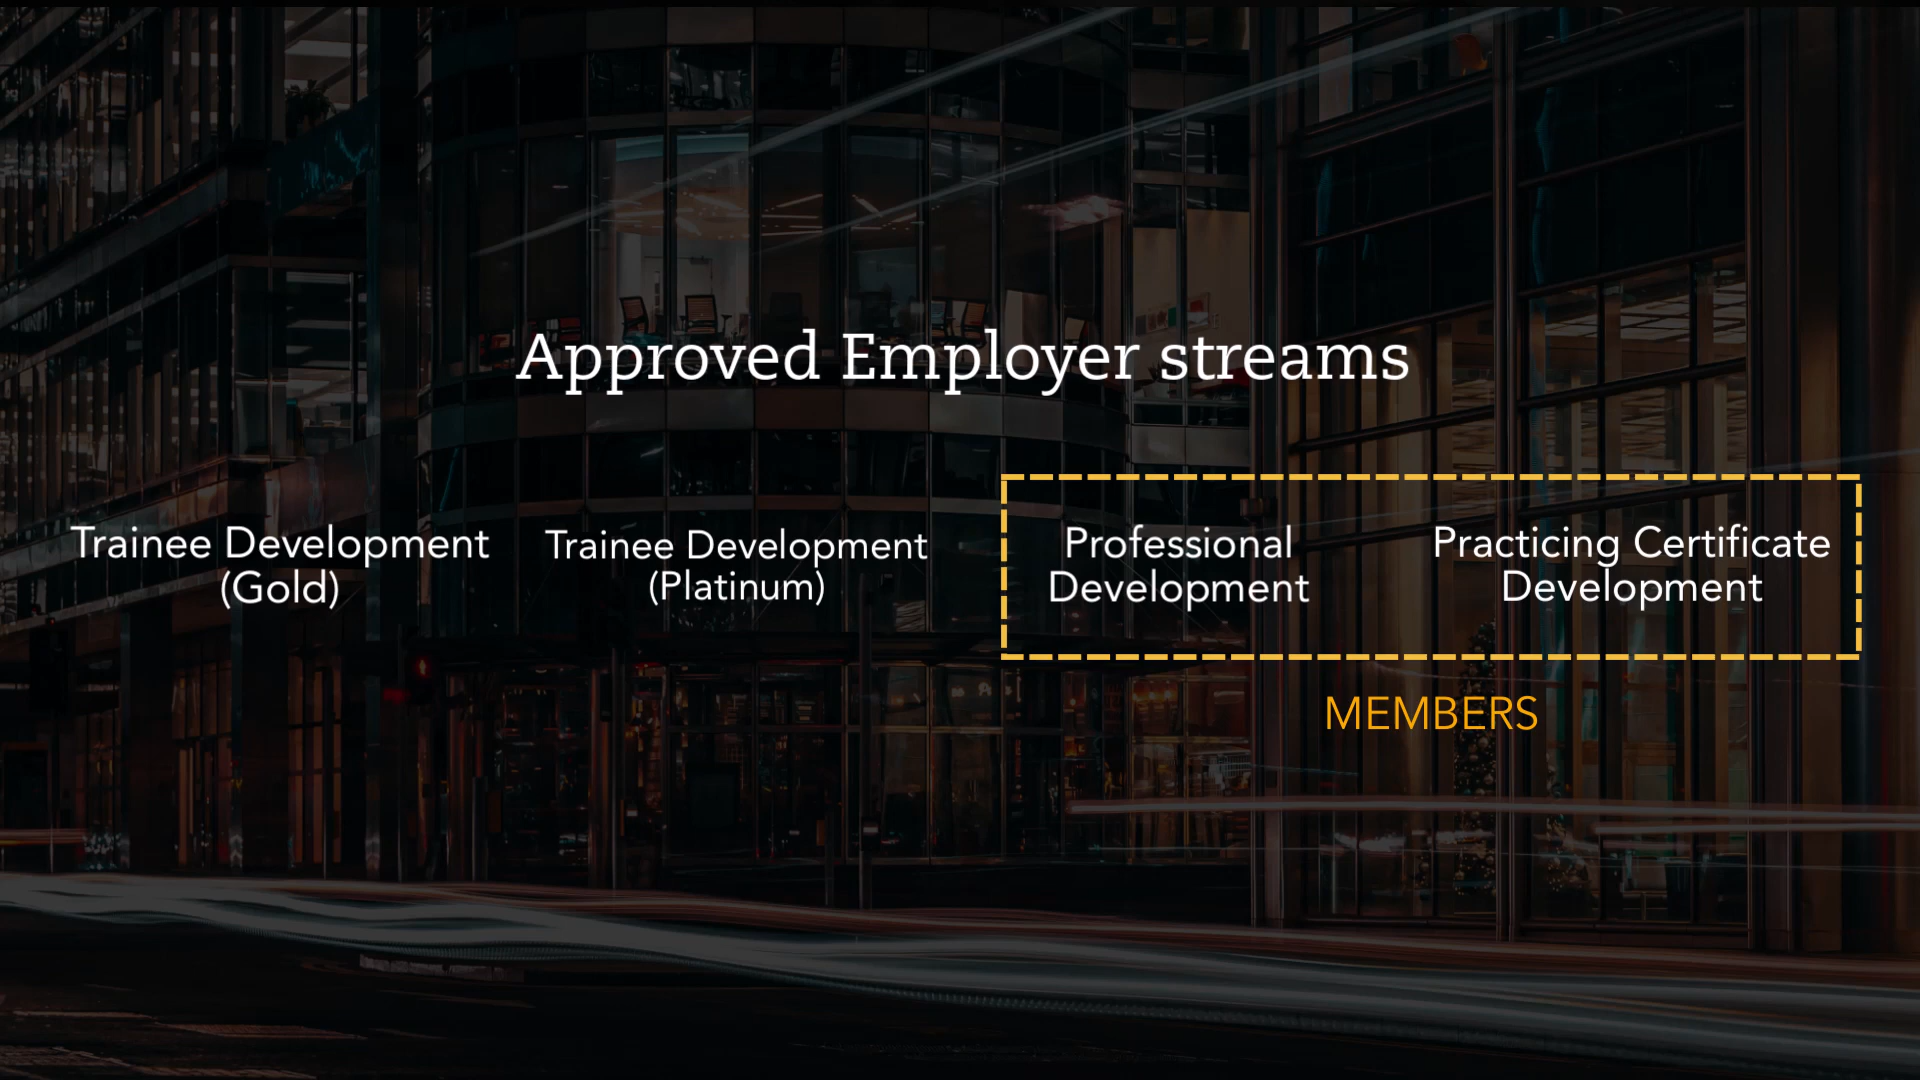 Approved Employer streams
Trainee Development
(Gold)
Trainee Development
(Platinum)
Professional
Development
Practicing Certificate
Development
MEMBERS